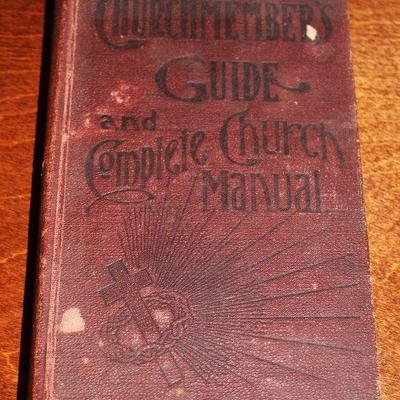 CHURCHMEMBER'S
GUIDE
and
Complete Church
Manual